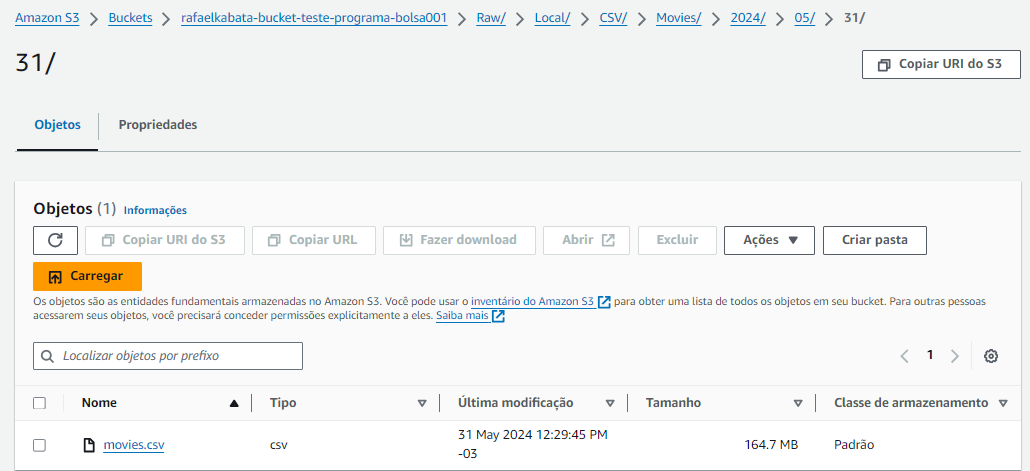 Amazon S3 > Buckets > rafaelkabata-bucket-teste-programa-bolsa001 > Raw/ > Local/ > CSV/ > Movies/ > 2024/ > 05/ > 31/
31/
Copiar URI do S3
Objetos
Propriedades
Objetos (1) Informações
Copiar URI do S3
Copiar URL
Fazer download
Abrir
Excluir
Ações
Criar pasta
Carregar
Os objetos são as entidades fundamentais armazenadas no Amazon S3. Você pode usar o inventário do Amazon S3 para obter uma lista de todos os objetos em seu bucket. Para outras pessoas
acessarem seus objetos, você precisará conceder permissões explicitamente a eles. Saiba mais
Localizar objetos por prefixo
1
Nome
Tipo
Última modificação
Tamanho
Classe de armazenamento
movies.csv
csv
31 May 2024 12:29:45 PM
-03
164.7 MB
Padrão